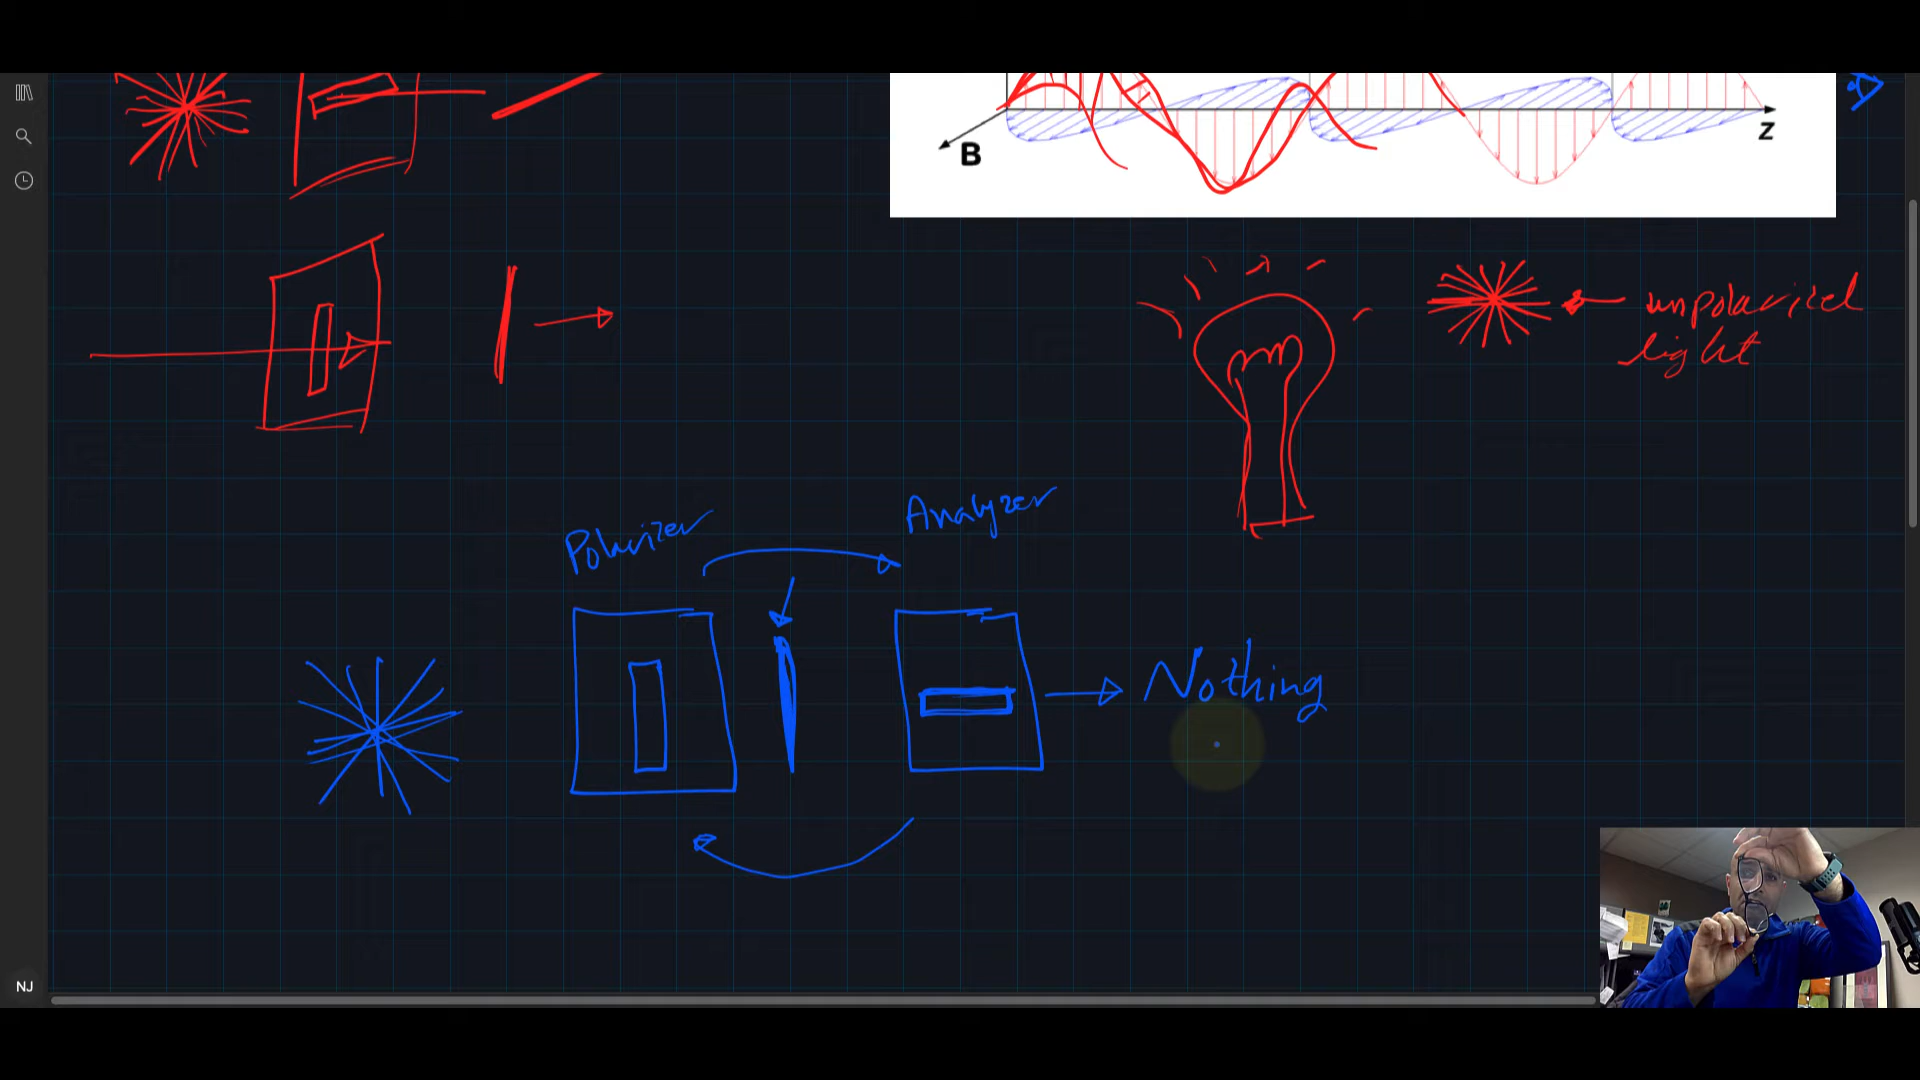 B
Z
unpolarized
light
Analyzer
Polarizer
Nothing
NJ